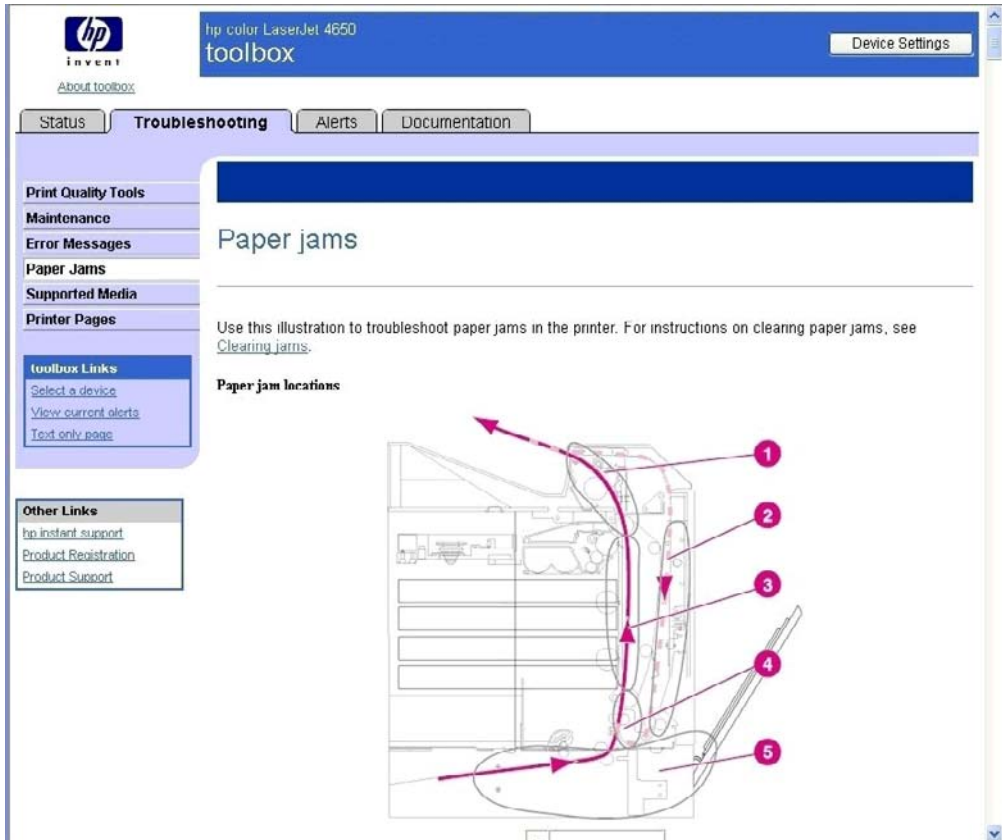 hp
invent
About toolbox
hp color LaserJet 4650
toolbox
Device Settings
Status
Troubleshooting
Alerts
Documentation
Print Quality Tools
Maintenance
Error Messages
Paper Jams
Supported Media
Printer Pages
toolbox Links
Select a device
View current alerts
Text only page
Other Links
hp instant support
Product Registration
Product Support
Paper jams
Use this illustration to troubleshoot paper jams in the printer. For instructions on clearing paper jams, see
Clearing jams.
Paper jam locations
1
2
3
4
5